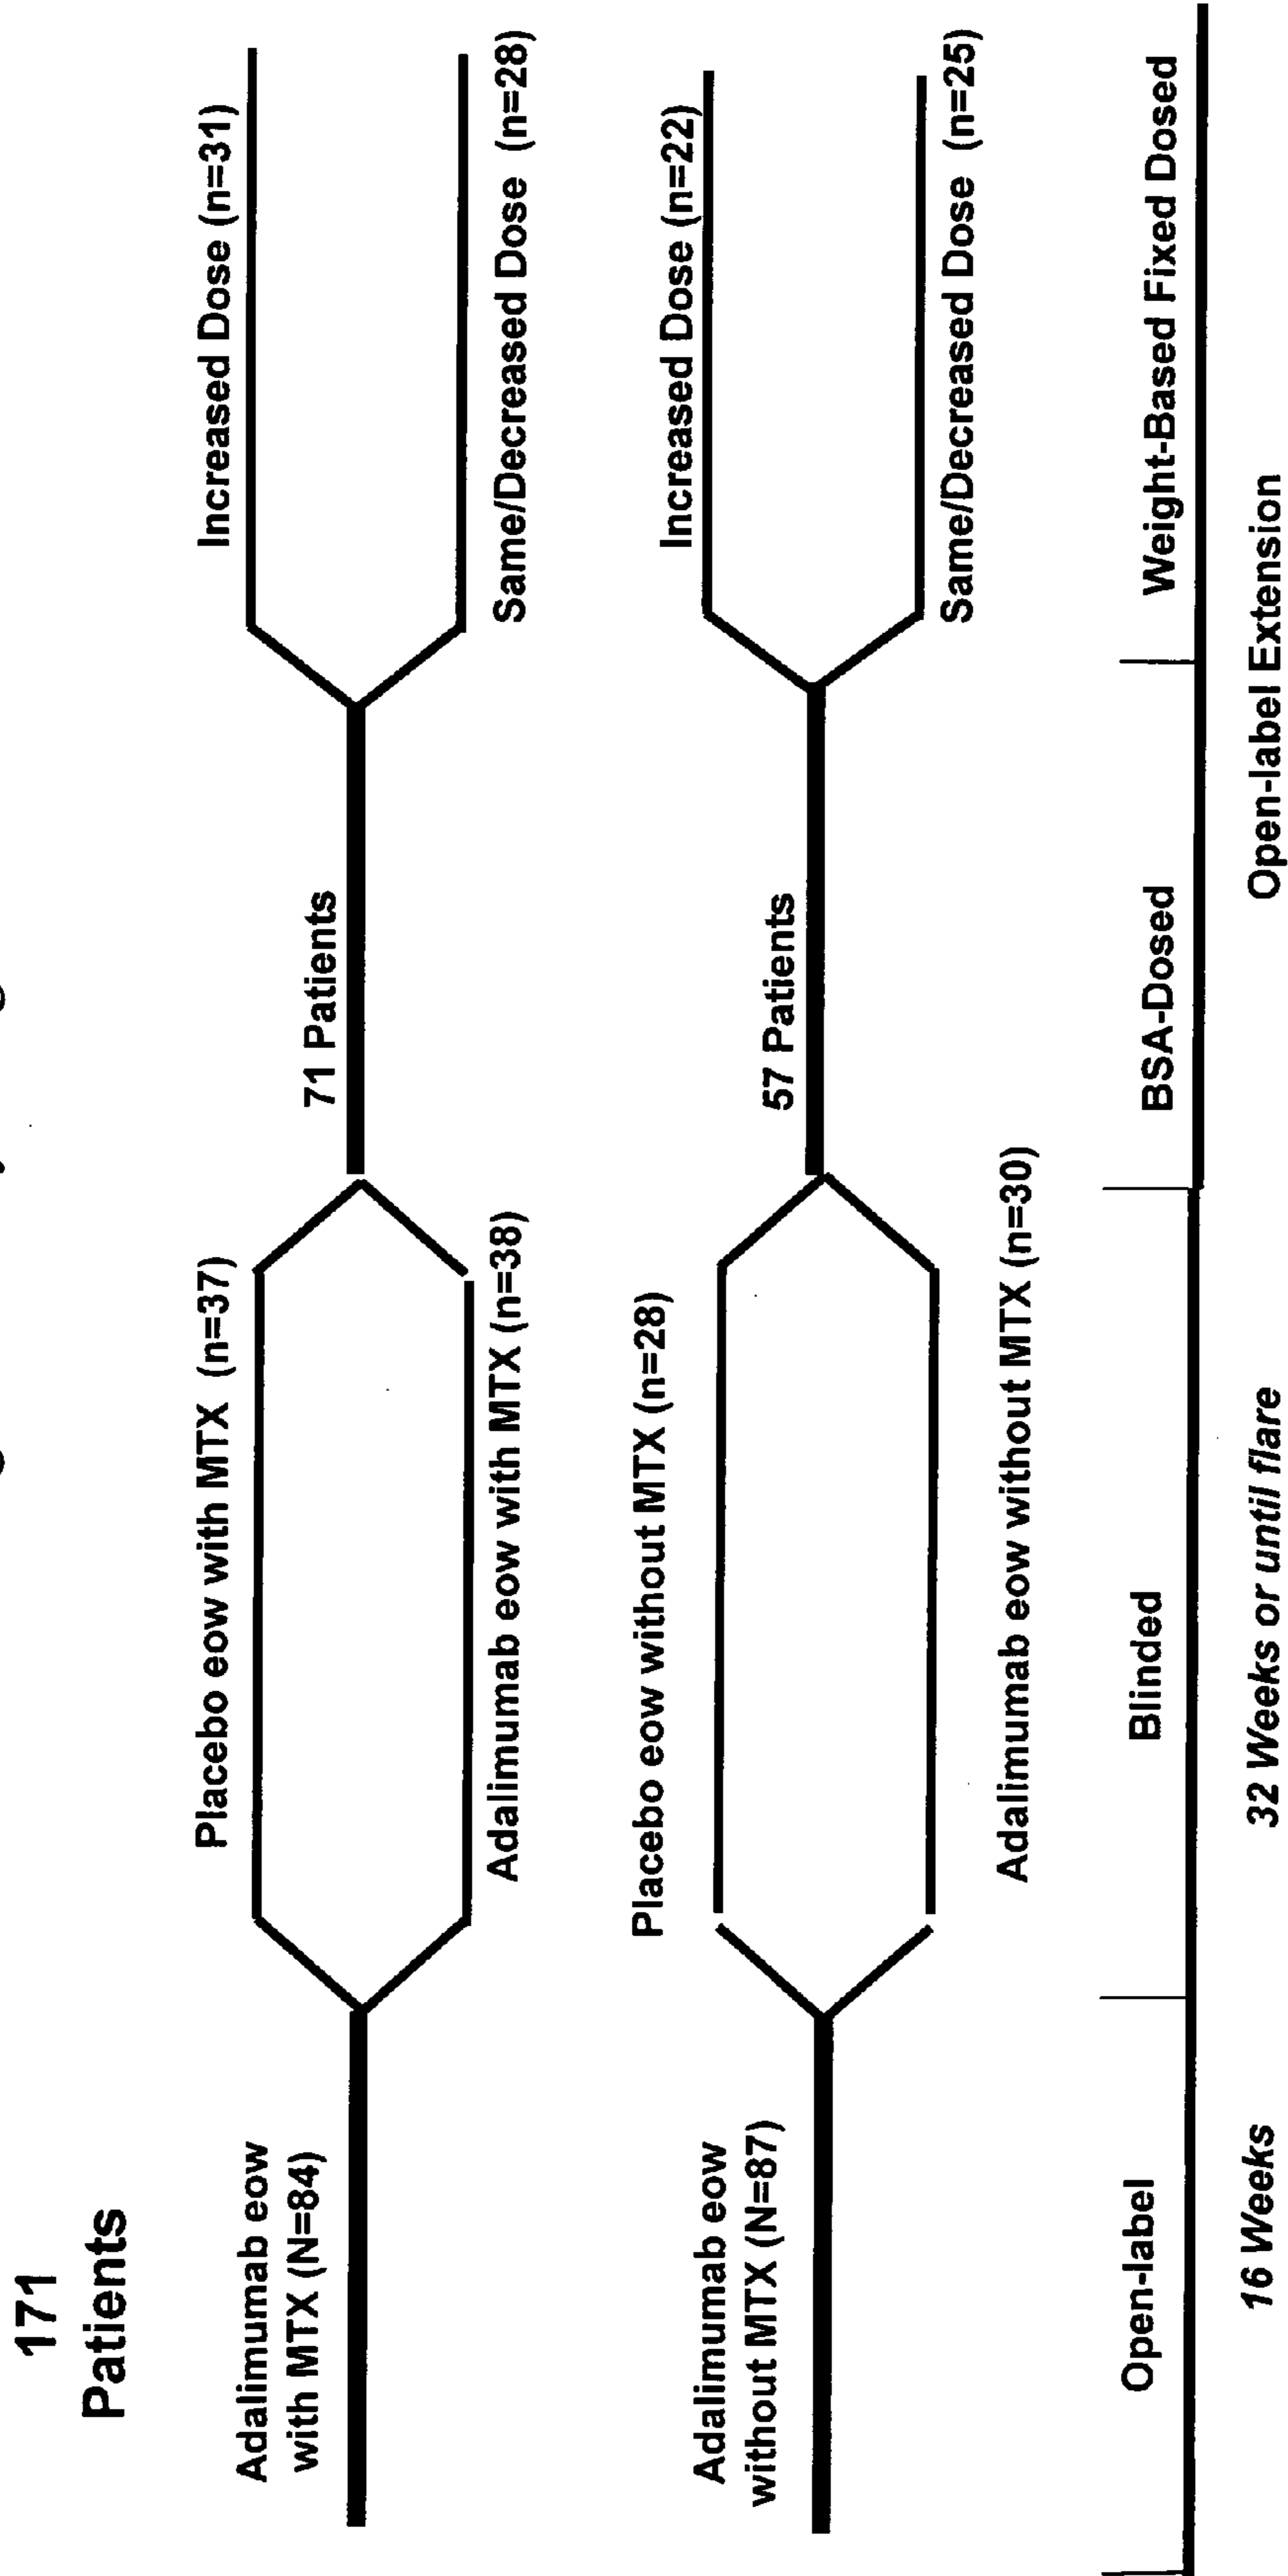 171
Patients
Adalimumab eow
with MTX (N=84)
Placebo eow with MTX (n=37)
Adalimumab eow with MTX (n=38)
71 Patients
Increased Dose (n=31)
Same/Decreased Dose (n=28)
Adalimumab eow
without MTX (N=87)
Placebo eow without MTX (n=28)
Adalimumab eow without MTX (n=30)
57 Patients
Increased Dose (n=22)
Same/Decreased Dose (n=25)
Open-label
Blinded
BSA-Dosed
Weight-Based Fixed Dosed
16 Weeks
32 Weeks or until flare
Open-label Extension